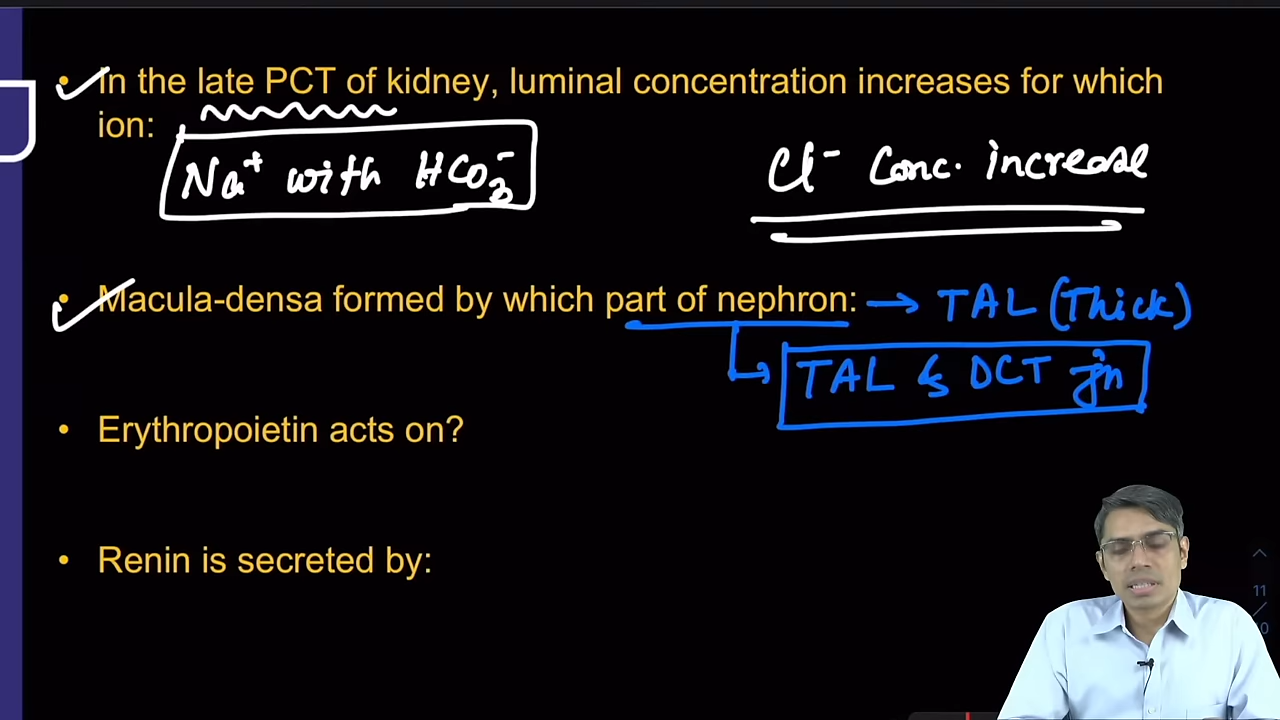 • In the late PCT of kidney, luminal concentration increases for which
ion:
Na+ with HCO3-
Cl- Conc. increase
• Macula-densa formed by which part of nephron: → TAL (Thick)
TAL & DCT jn
• Erythropoietin acts on?
• Renin is secreted by:
11